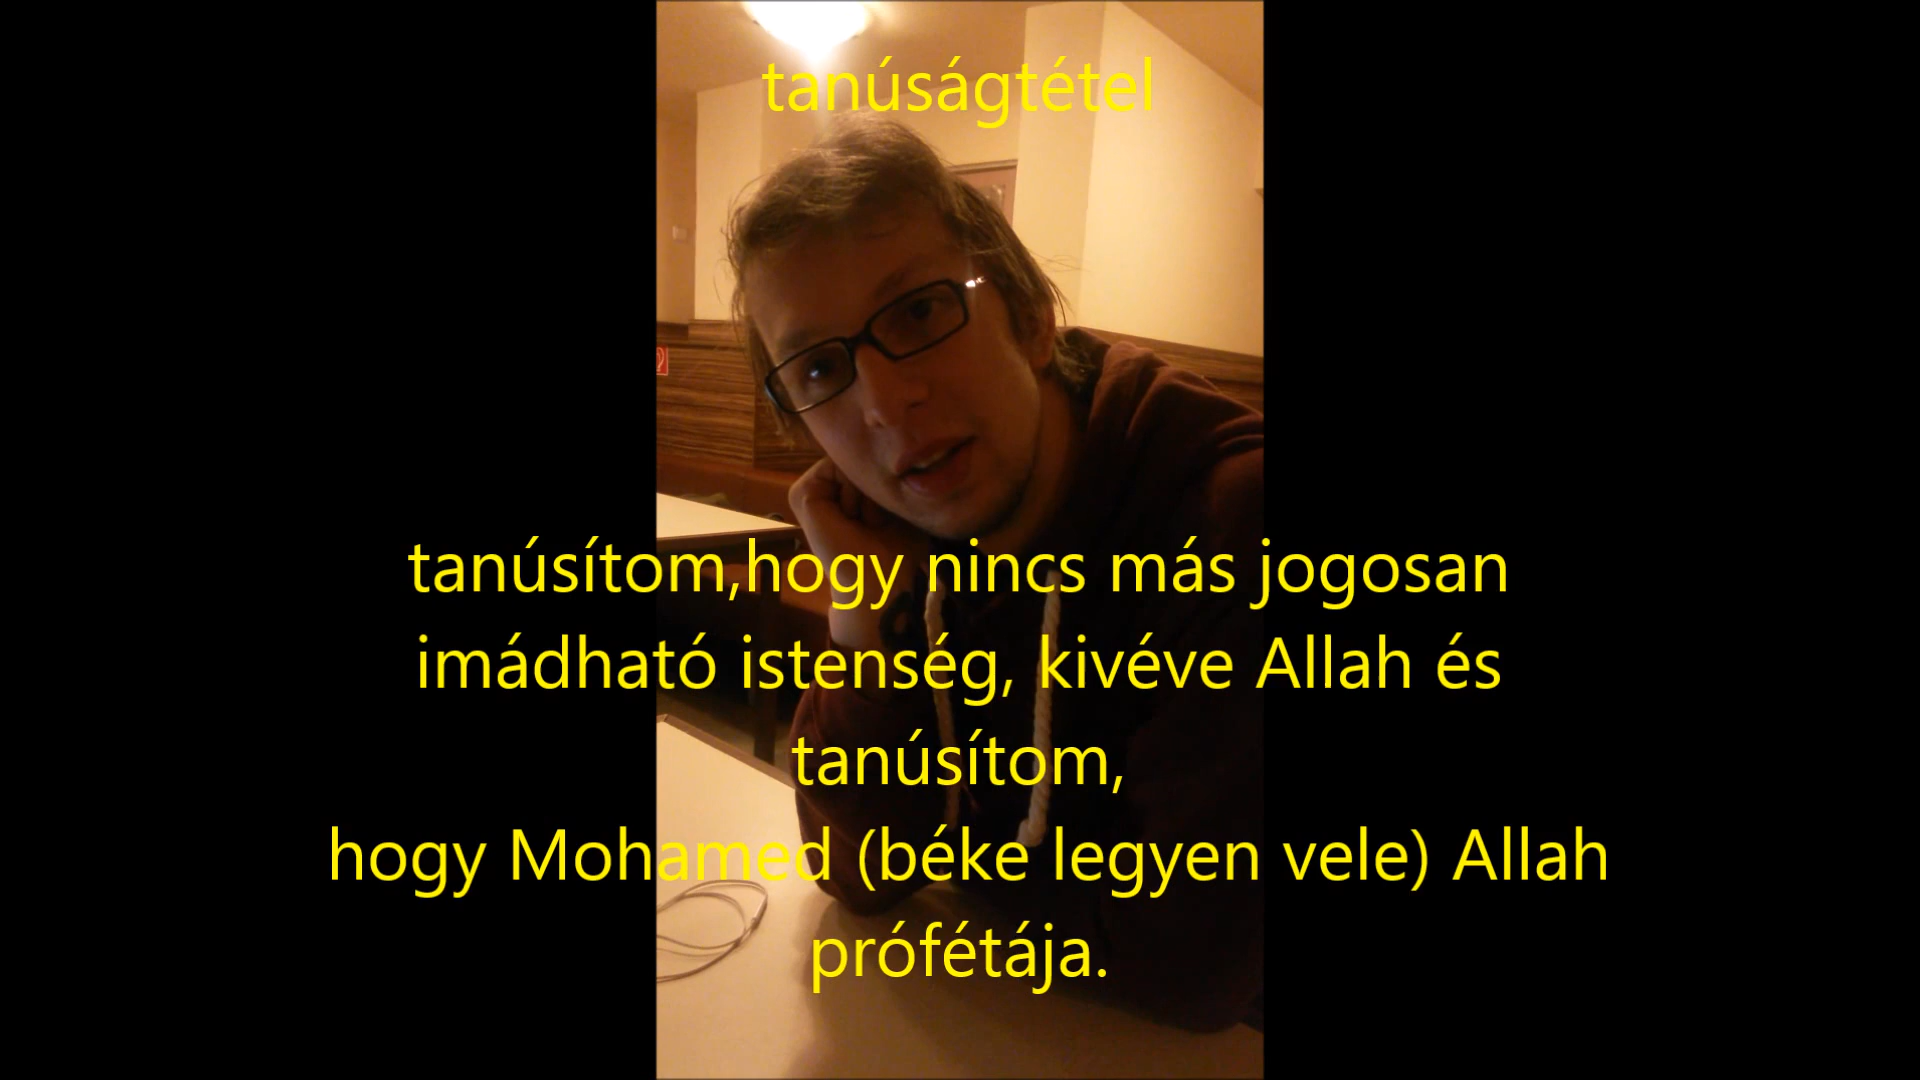 tanúságtétel
tanúsítom,hogy nincs más jogosan
imádható istenség, kivéve Allah és
tanúsítom,
hogy Mohamed (béke legyen vele) Allah
prófétája.